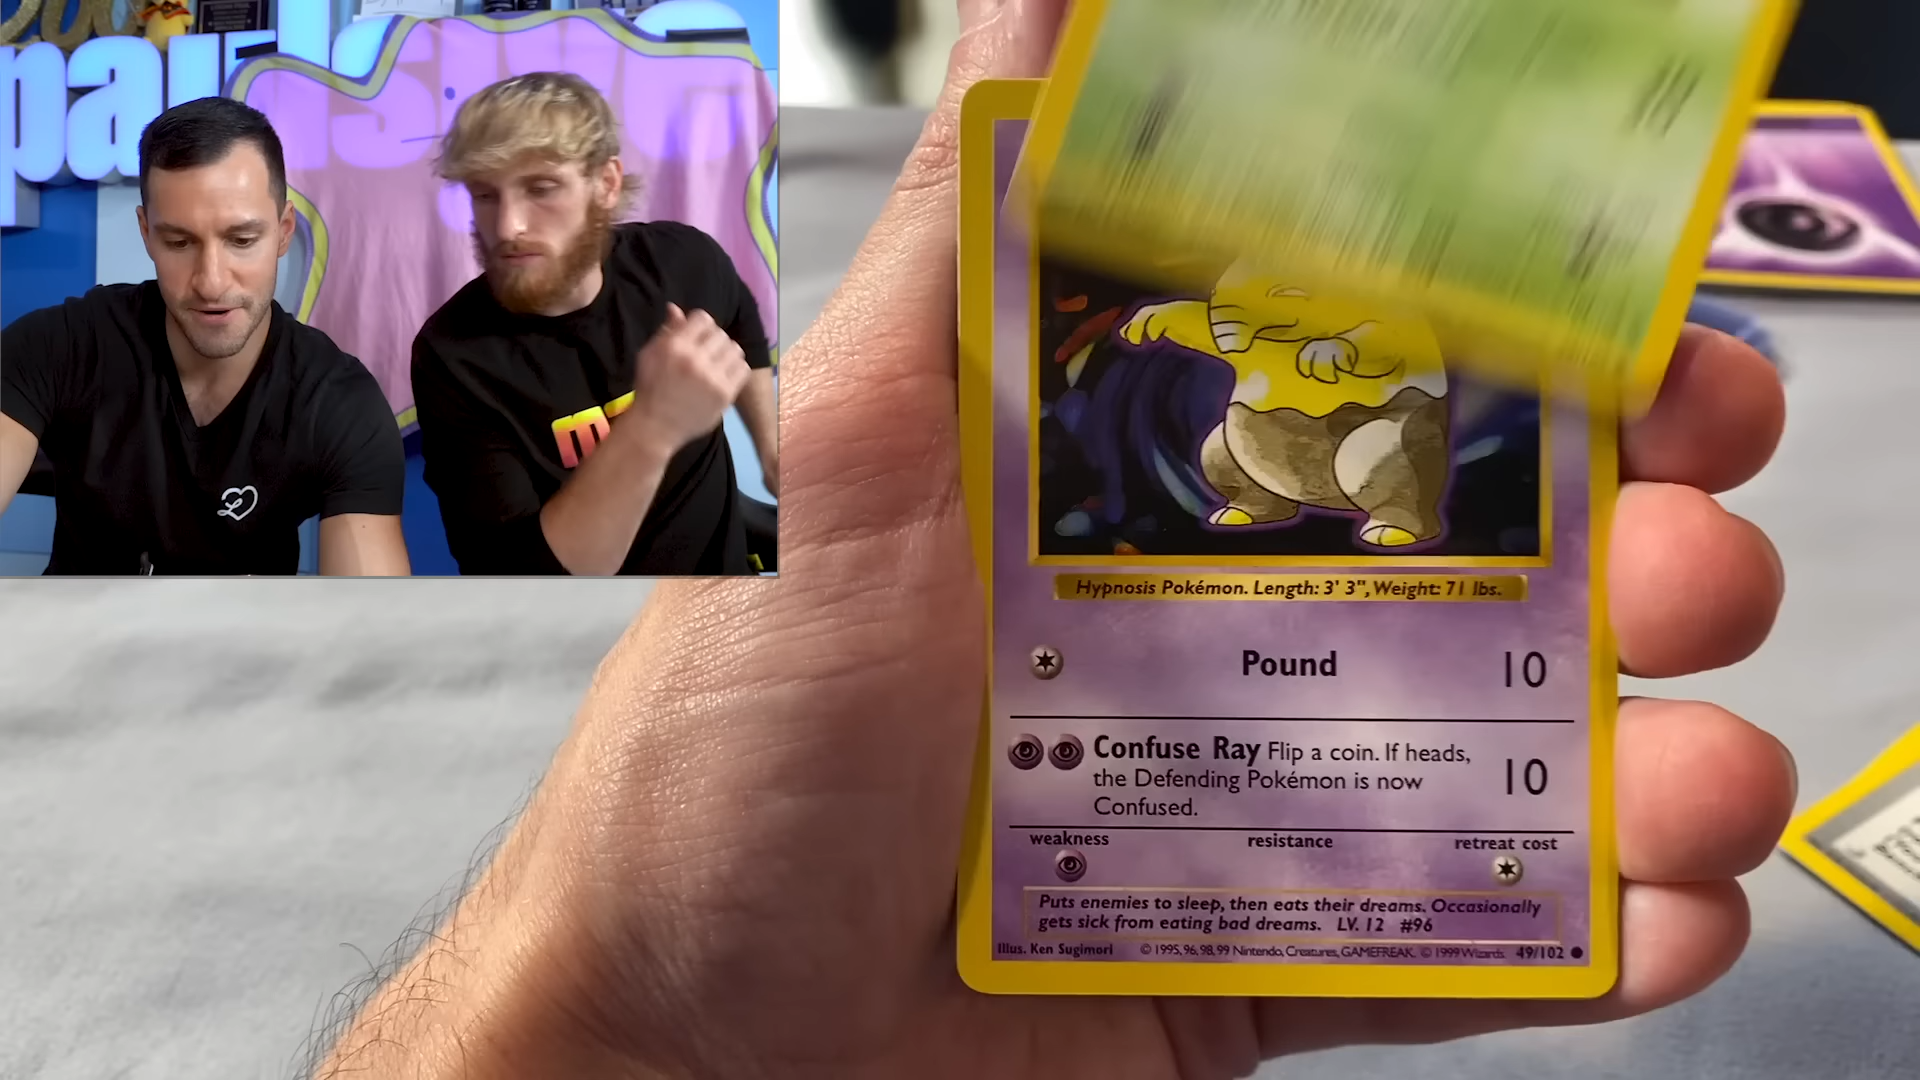 Hypnosis Pokémon. Length: 3' 3", Weight: 71 lbs.
Pound 10
Confuse Ray Flip a coin. If heads,
the Defending Pokémon is now
Confused.
10
weakness resistance retreat cost
Puts enemies to sleep, then eats their dreams. Occasionally
gets sick from eating bad dreams. LV. 12 #96
Illus. Ken Sugimori ©1995, 96, 98, 99 Nintendo, Creatures, GAMEFREAK. ©1999 Wizards. 49/102